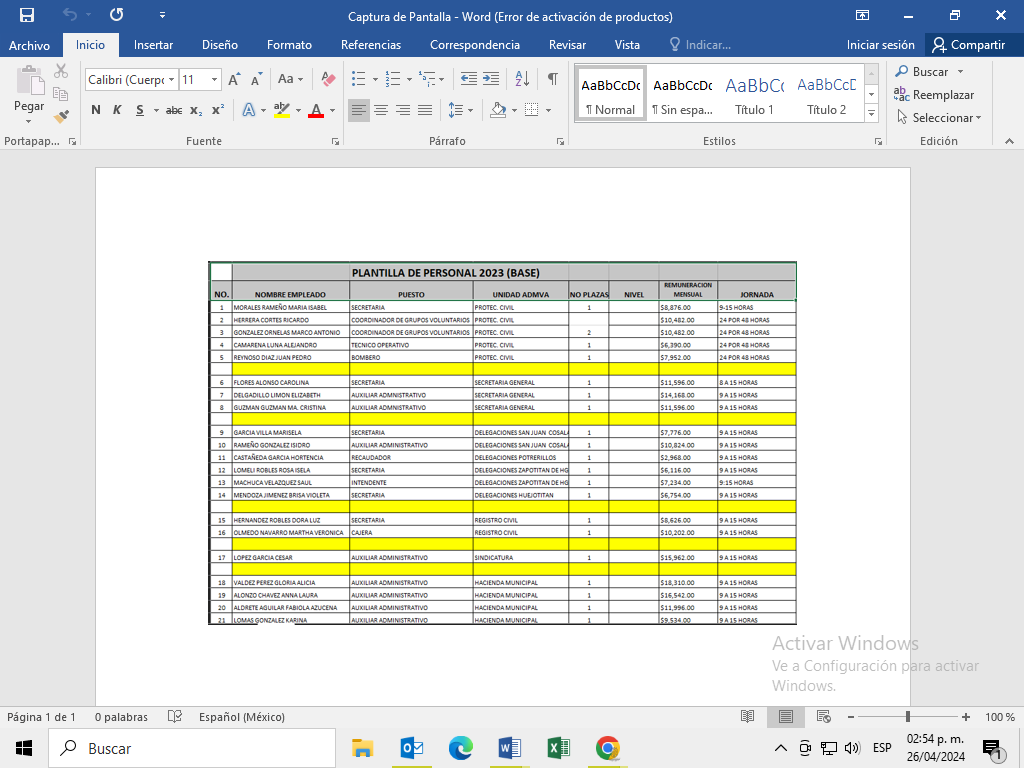 Captura de Pantalla - Word (Error de activación de productos)
Archivo Inicio Insertar Diseño Formato Referencias Correspondencia Revisar Vista Indicar... Iniciar sesión Compartir
Calibri (Cuerpo 11 A A Aa
AaBbCcDc AaBbCcDc AaBbCc AaBbCcC
Buscar
Reemplazar
Seleccionar
Pegar
N K S abc x₂ x² A ab A
¶ Normal ¶ Sin espa... Título 1 Título 2
Portapap... Fuente Párrafo Estilos Edición
PLANTILLA DE PERSONAL 2023 (BASE)
NO. NOMBRE EMPLEADO PUESTO UNIDAD ADMVA NO PLAZAS NIVEL REMUNERACION MENSUAL JORNADA
1 MORALES RAMEÑO MARIA ISABEL SECRETARIA PROTEC. CIVIL 1 $8,876.00 9-15 HORAS
2 HERRERA CORTES RICARDO COORDINADOR DE GRUPOS VOLUNTARIOS PROTEC. CIVIL $10,482.00 24 POR 48 HORAS
3 GONZALEZ ORNELAS MARCO ANTONIO COORDINADOR DE GRUPOS VOLUNTARIOS PROTEC. CIVIL 2 $10,482.00 24 POR 48 HORAS
4 CAMARENA LUNA ALEJANDRO TECNICO OPERATIVO PROTEC. CIVIL 1 $6,390.00 24 POR 48 HORAS
5 REYNOSO DIAZ JUAN PEDRO BOMBERO PROTEC. CIVIL 1 $7,952.00 24 POR 48 HORAS
6 FLORES ALONSO CAROLINA SECRETARIA SECRETARIA GENERAL 1 $11,596.00 8 A 15 HORAS
7 DELGADILLO LIMON ELIZABETH AUXILIAR ADMNISTRATIVO SECRETARIA GENERAL 1 $14,168.00 9 A 15 HORAS
8 GUZMAN GUZMAN MA. CRISTINA AUXILIAR ADMNISTRATIVO SECRETARIA GENERAL 1 $11,596.00 9 A 15 HORAS
9 GARCIA VILLA MARISELA SECRETARIA DELEGACIONES SAN JUAN COSALA 1 $7,776.00 9 A 15 HORAS
10 RAMEÑO GONZALEZ ISIDRO AUXILIAR ADMINISTRATIVO DELEGACIONES SAN JUAN COSALA 1 $10,824.00 9 A 15 HORAS
11 CASTAÑEDA GARCIA HORTENCIA RECAUDADOR DELEGACIONES POTRERILLOS 1 $2,968.00 9 A 15 HORAS
12 LOMELI ROBLES ROSA ISELA SECRETARIA DELEGACIONES ZAPOTITAN DE HG 1 $6,116.00 9 A 15 HORAS
13 MACHUCA VELAZQUEZ SAUL INTENDENTE DELEGACIONES ZAPOTITAN DE HG 1 $7,234.00 9:15 HORAS
14 MENDOZA JIMENEZ BRISA VIOLETA SECRETARIA DELEGACIONES HUEJOTITAN 1 $6,754.00 9 A 15 HORAS
15 HERNANDEZ ROBLES DORA LUZ SECRETARIA REGISTRO CIVIL 1 $8,626.00 9 A 15 HORAS
16 OLMEDO NAVARRO MARTHA VERONICA CAJERA REGISTRO CIVIL 1 $10,202.00 9 A 15 HORAS
17 LOPEZ GARCIA CESAR AUXILIAR ADMINISTRATIVO SINDICATURA 1 $15,962.00 9 A 15 HORAS
18 VALDEZ PEREZ GLORIA ALICIA AUXILIAR ADMINISTRATIVO HACIENDA MUNICIPAL 1 $18,310.00 9 A 15 HORAS
19 ALONZO CHAVEZ ANNA LAURA AUXILIAR ADMINISTRATIVO HACIENDA MUNICIPAL 1 $16,542.00 9 A 15 HORAS
20 ALDRETE AGUILAR FABIOLA AZUCENA AUXILIAR ADMINISTRATIVO HACIENDA MUNICIPAL 1 $11,996.00 9 A 15 HORAS
21 LOMAS GONZALEZ KARINA AUXILIAR ADMINISTRATIVO HACIENDA MUNICIPAL 1 $9,534.00 9 A 15 HORAS
Activar Windows
Ve a Configuración para activar
Windows.
Página 1 de 1 0 palabras Español (México) 100 %
Buscar
ESP
02:54 p. m.
26/04/2024
1